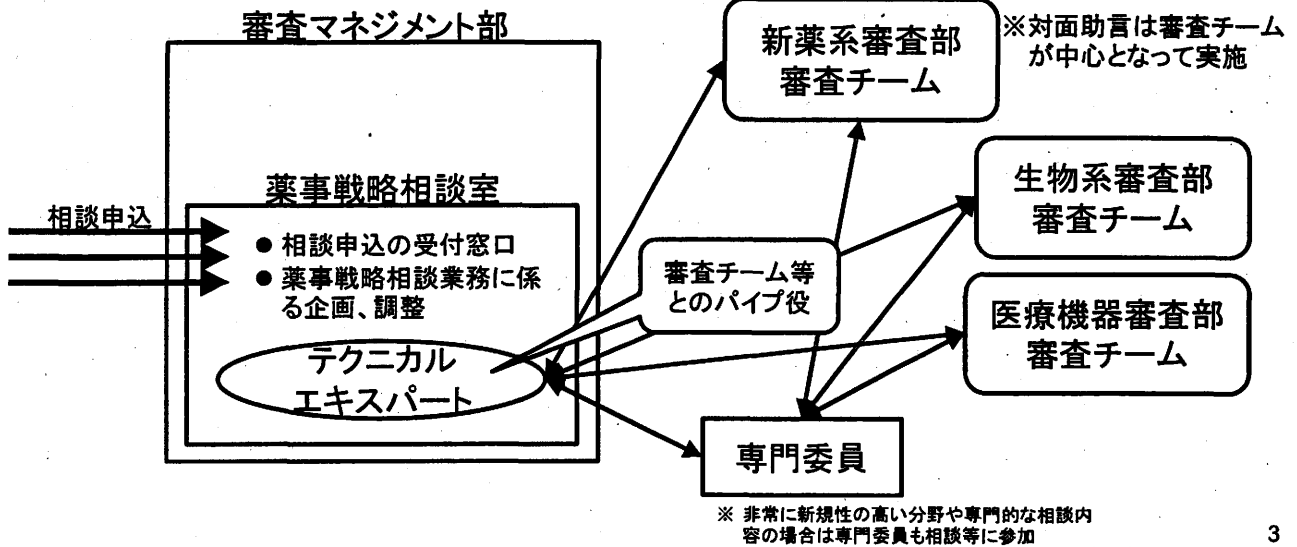 審査マネジメント部
薬事戦略相談室
相談申込
● 相談申込の受付窓口
● 薬事戦略相談業務に係
る企画、調整
テクニカル
エキスパート
審査チーム等
とのパイプ役
新薬系審査部
審査チーム
※対面助言は審査チーム
が中心となって実施
生物系審査部
審査チーム
医療機器審査部
審査チーム
専門委員
※ 非常に新規性の高い分野や専門的な相談内
容の場合は専門委員も相談等に参加
3